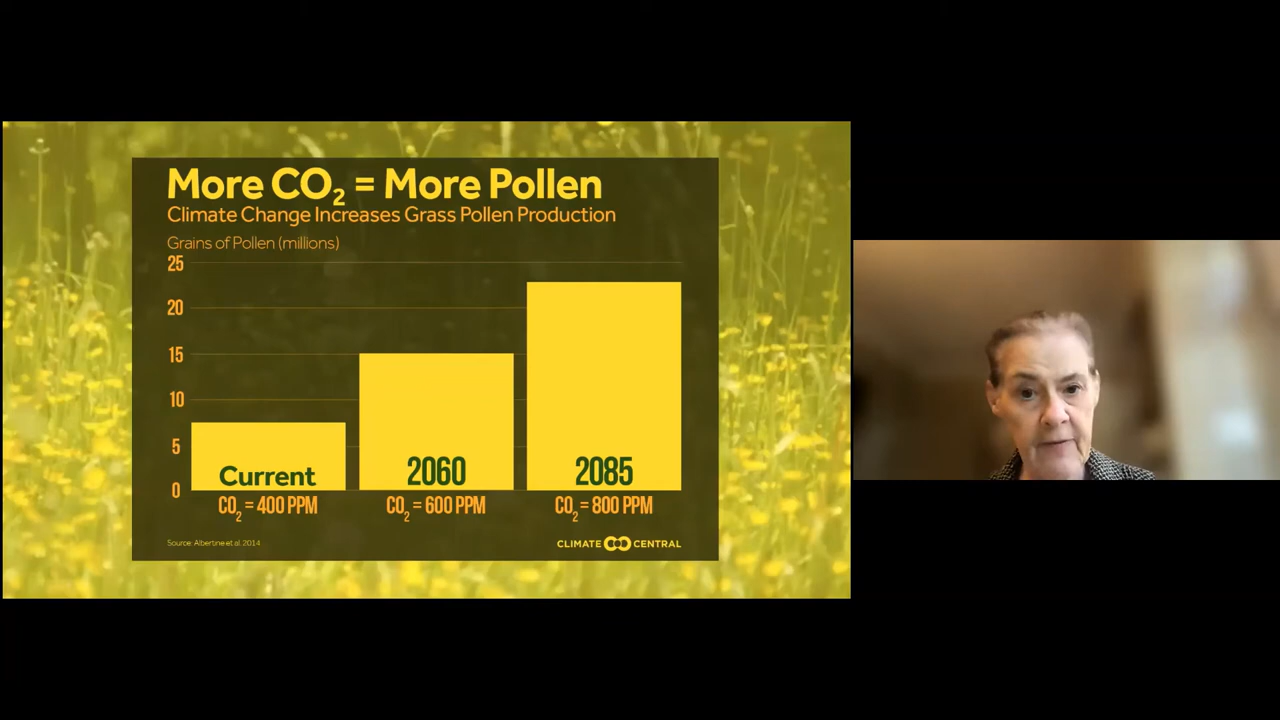 More CO₂ = More Pollen
Climate Change Increases Grass Pollen Production
Grains of Pollen (millions)
25
20
15
10
5
0
Current
2060
2085
CO₂ = 400 PPM
CO₂ = 600 PPM
CO₂ = 800 PPM
Source: Albertine et al. 2014
CLIMATE CENTRAL